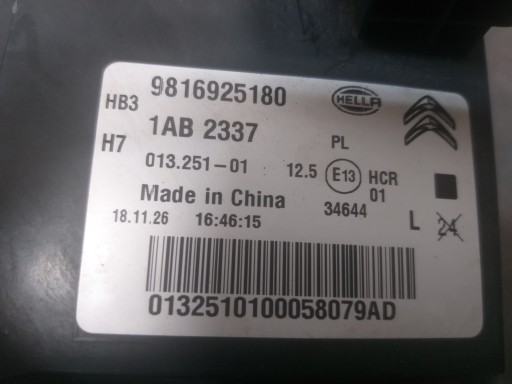 HB3 9816925180 HELLA
H7 1AB 2337 PL
013.251-01 12.5 E13 HCR
01
Made in China 34644
18.11.26 16:46:15 L 24
0132510100058079AD